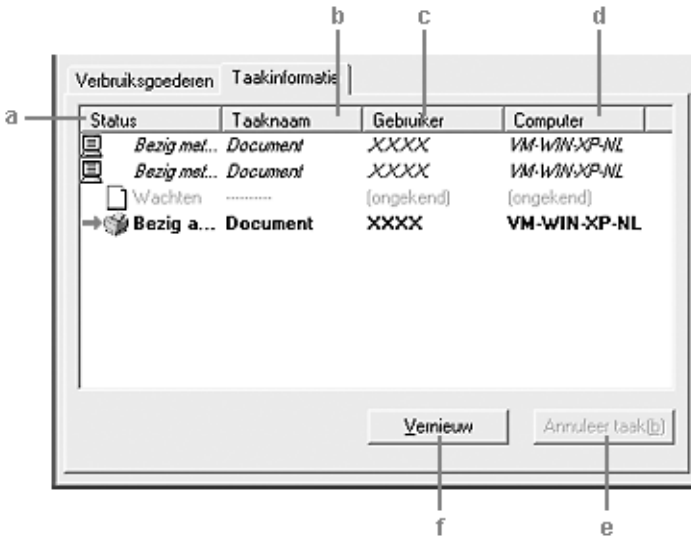 b c d
Verbruiksgoederen Taakinformatie
a
Status Taaknaam Gebruiker Computer
Bezig met... Document XXXX VM-WIN-XP-NL
Bezig met... Document XXXX VM-WIN-XP-NL
Wachten ---------- (ongekend) (ongekend)
Bezig a... Document XXXX VM-WIN-XP-NL
Vernieuw Annuleer taak(b)
f e